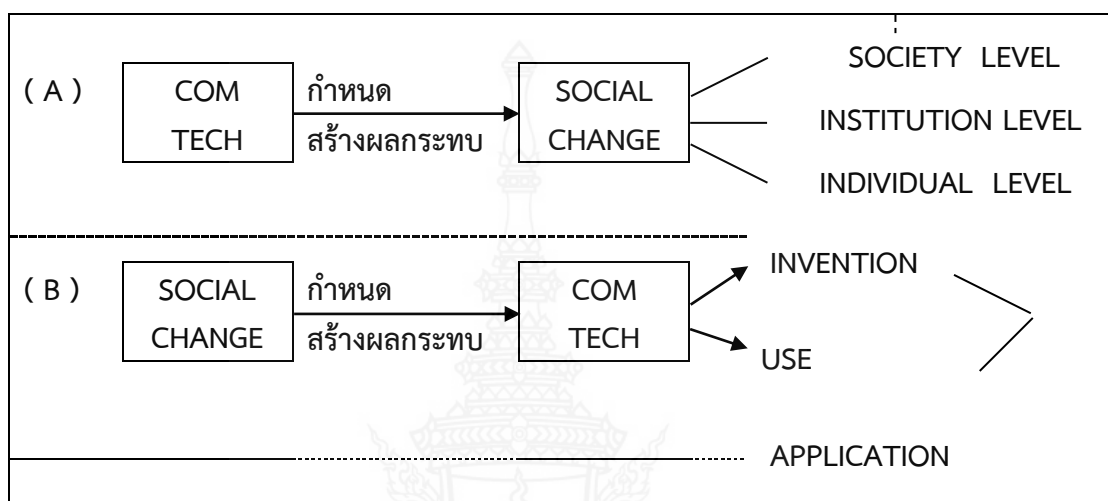 SOCIETY LEVEL
( A ) COM กำหนด SOCIAL
INSTITUTION LEVEL
TECH สร้างผลกระทบ CHANGE
INDIVIDUAL LEVEL
INVENTION
( B ) SOCIAL กำหนด COM
CHANGE สร้างผลกระทบ TECH
USE
APPLICATION